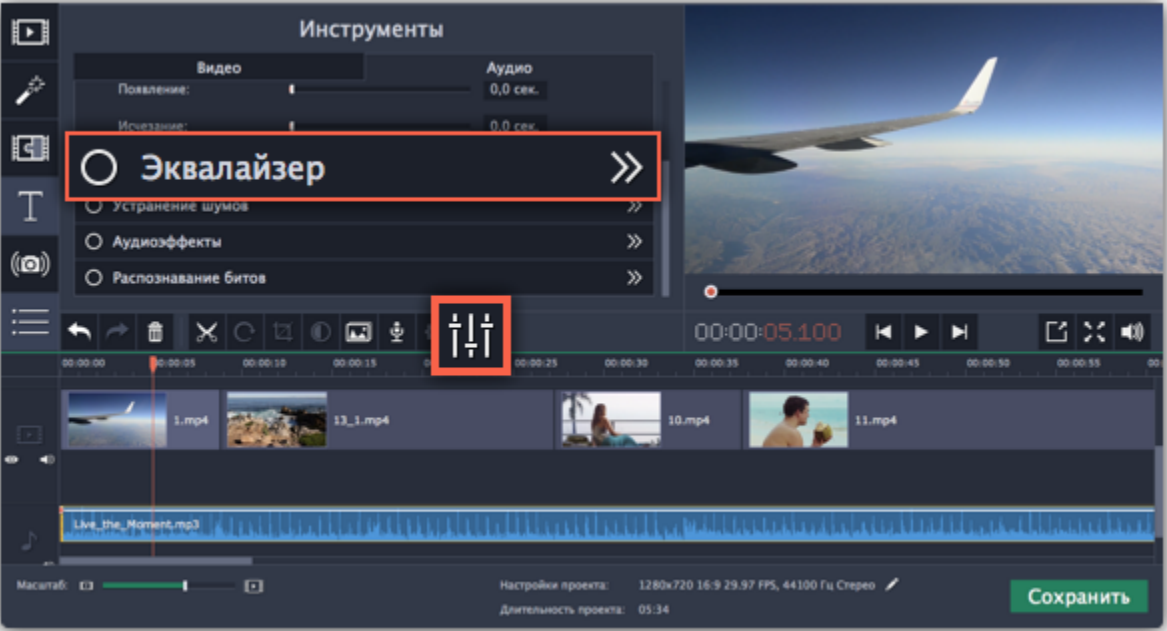 Инструменты
Видео
Аудио
Появление:
0,0 сек.
Исчезание:
0,0 сек.
Эквалайзер
Устранение шумов
Аудиоэффекты
Распознавание битов
T
00:00:05.100
00:00:00
00:00:05
00:00:10
00:00:15
00:00:25
00:00:30
00:00:35
00:00:40
00:00:45
00:00:50
00:00:55
1.mp4
13_1.mp4
10.mp4
11.mp4
Live_the_Moment.mp3
Масштаб:
Настройки проекта: 1280x720 16:9 29.97 FPS, 44100 Гц Стерео
Длительность проекта: 05:34
Сохранить